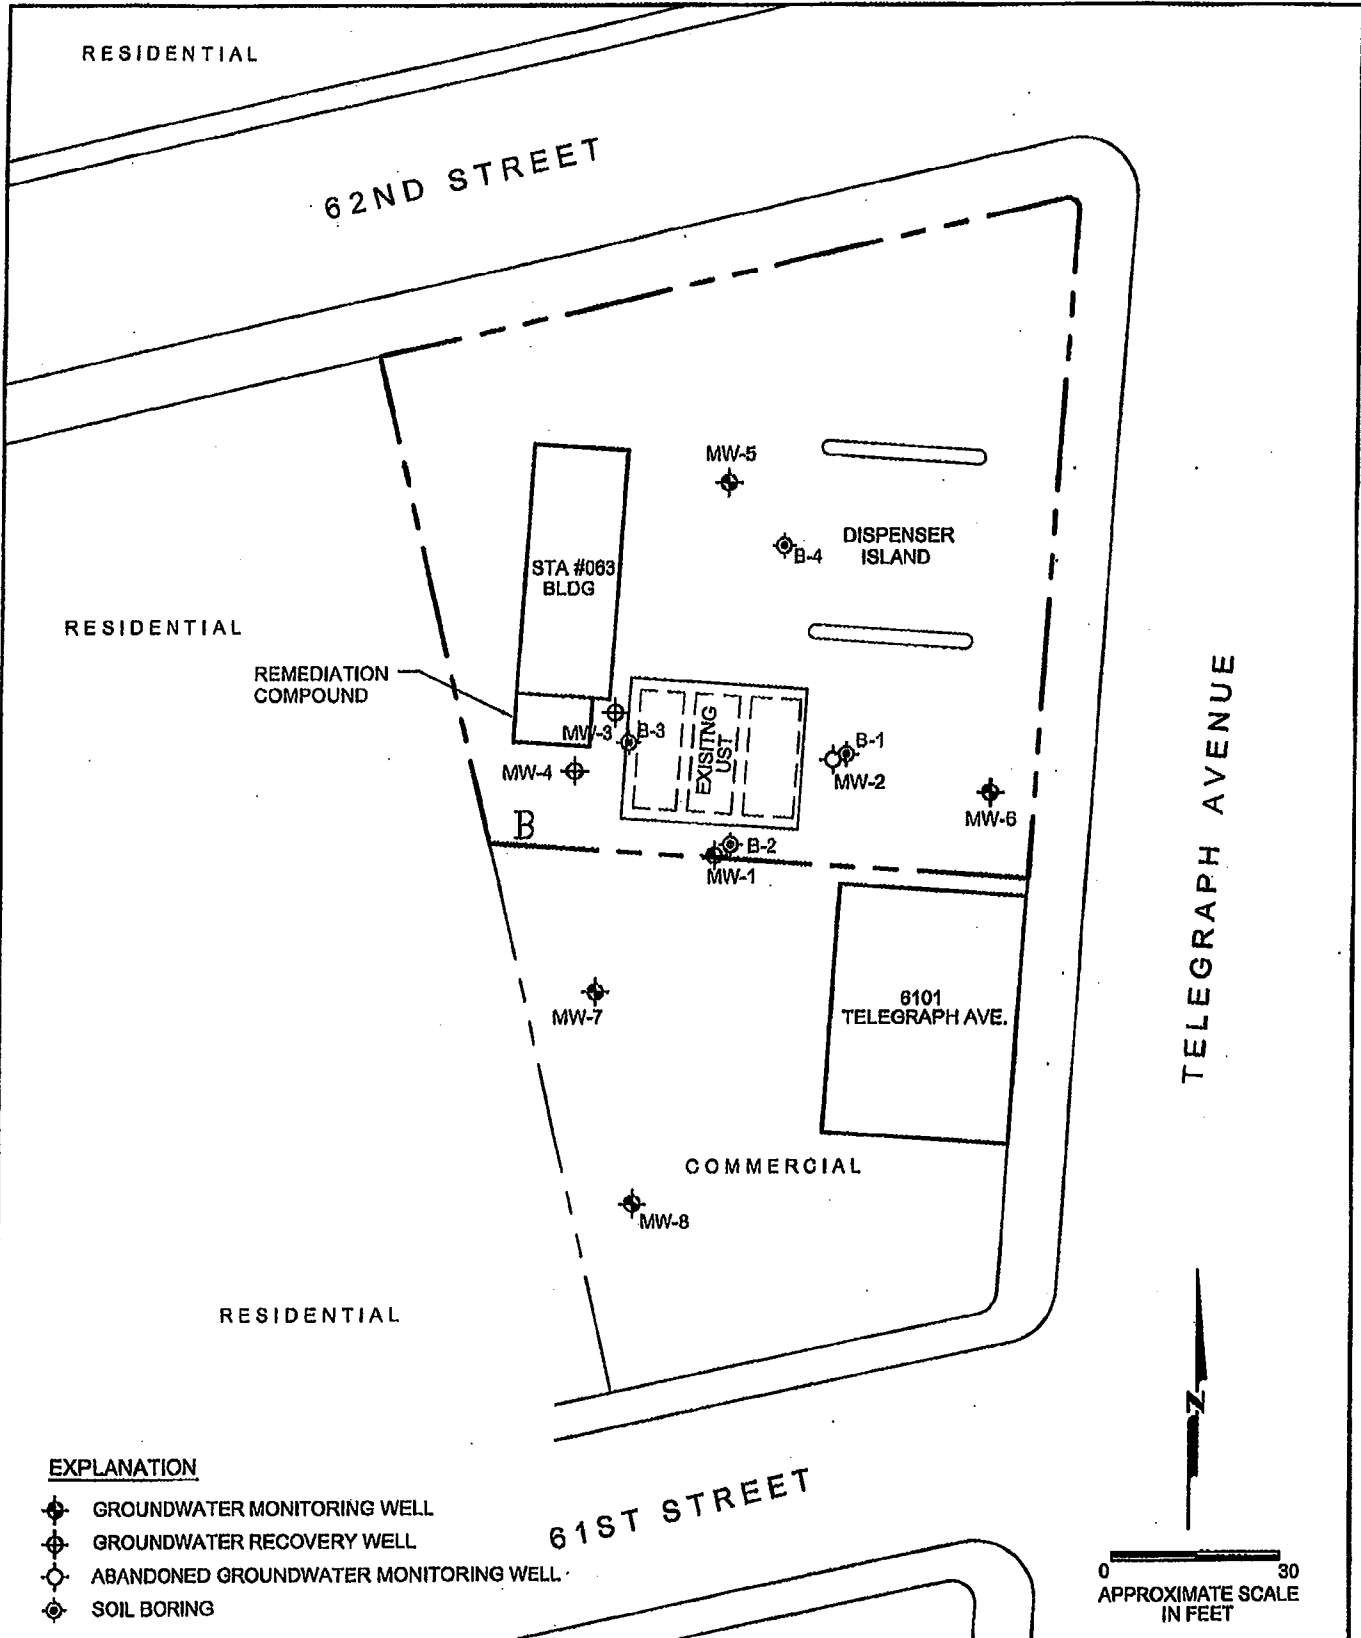 RESIDENTIAL
62ND STREET
MW-5
DISPENSER
ISLAND
B-4
STA #063
BLDG
RESIDENTIAL
REMEDIATION
COMPOUND
MW-3
B-3
EXISITNG
UST
B-1
MW-2
MW-4
MW-6
B
B-2
MW-1
TELEGRAPH AVENUE
6101
TELEGRAPH AVE.
MW-7
COMMERCIAL
MW-8
RESIDENTIAL
N
EXPLANATION
GROUNDWATER MONITORING WELL
GROUNDWATER RECOVERY WELL
ABANDONED GROUNDWATER MONITORING WELL
SOIL BORING
61ST STREET
0 30
APPROXIMATE SCALE
IN FEET